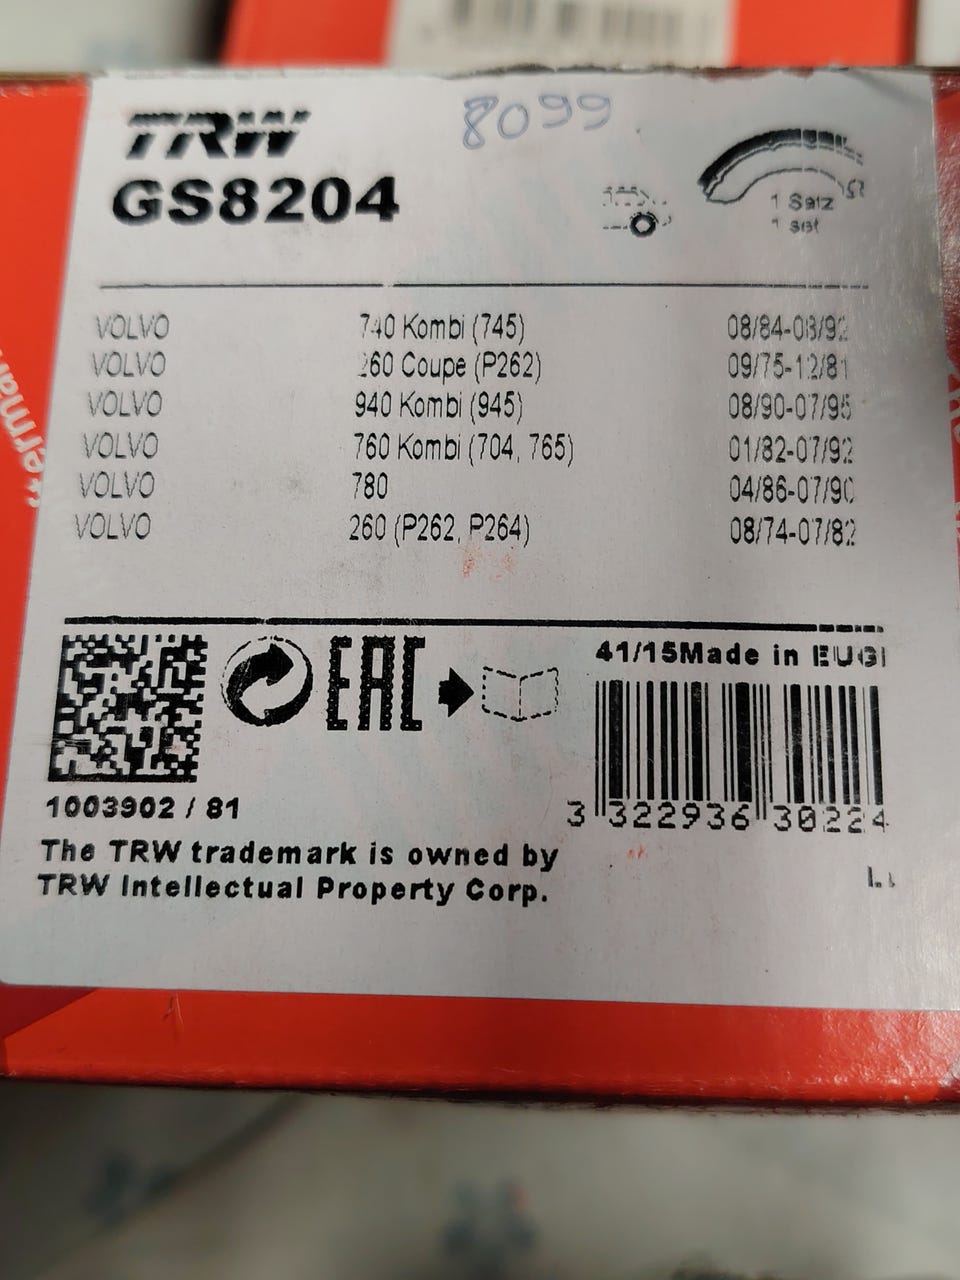 8099
TRW
GS8204
1 Satz
1 set
VOLVO 740 Kombi (745) 08/84-08/92
VOLVO 260 Coupe (P262) 09/75-12/81
VOLVO 940 Kombi (945) 08/90-07/95
VOLVO 760 Kombi (704, 765) 01/82-07/92
VOLVO 780 04/86-07/90
VOLVO 260 (P262, P264) 08/74-07/82
EAC
41/15Made in EU
3 322936 30224
1003902 / 81
The TRW trademark is owned by
TRW Intellectual Property Corp.